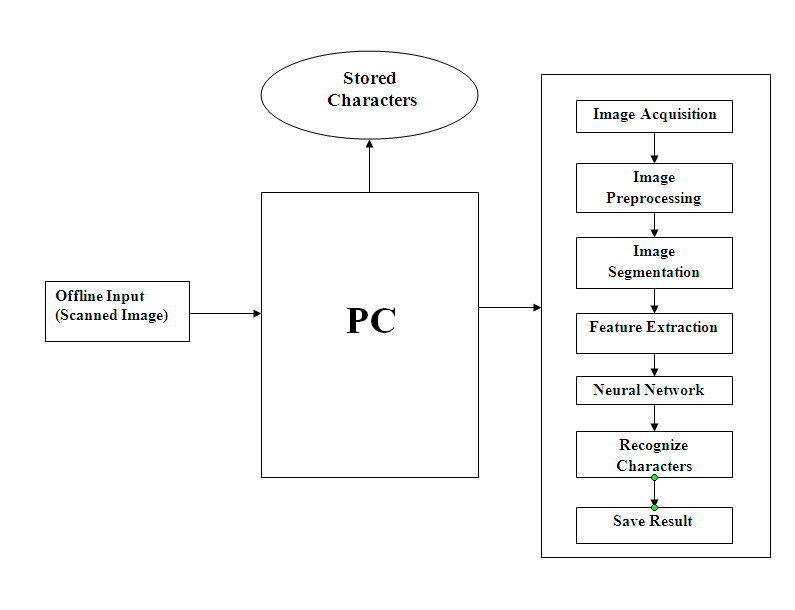 Stored
Characters
Offline Input
(Scanned Image)
PC
Image Acquisition
Image
Preprocessing
Image
Segmentation
Feature Extraction
Neural Network
Recognize
Characters
Save Result